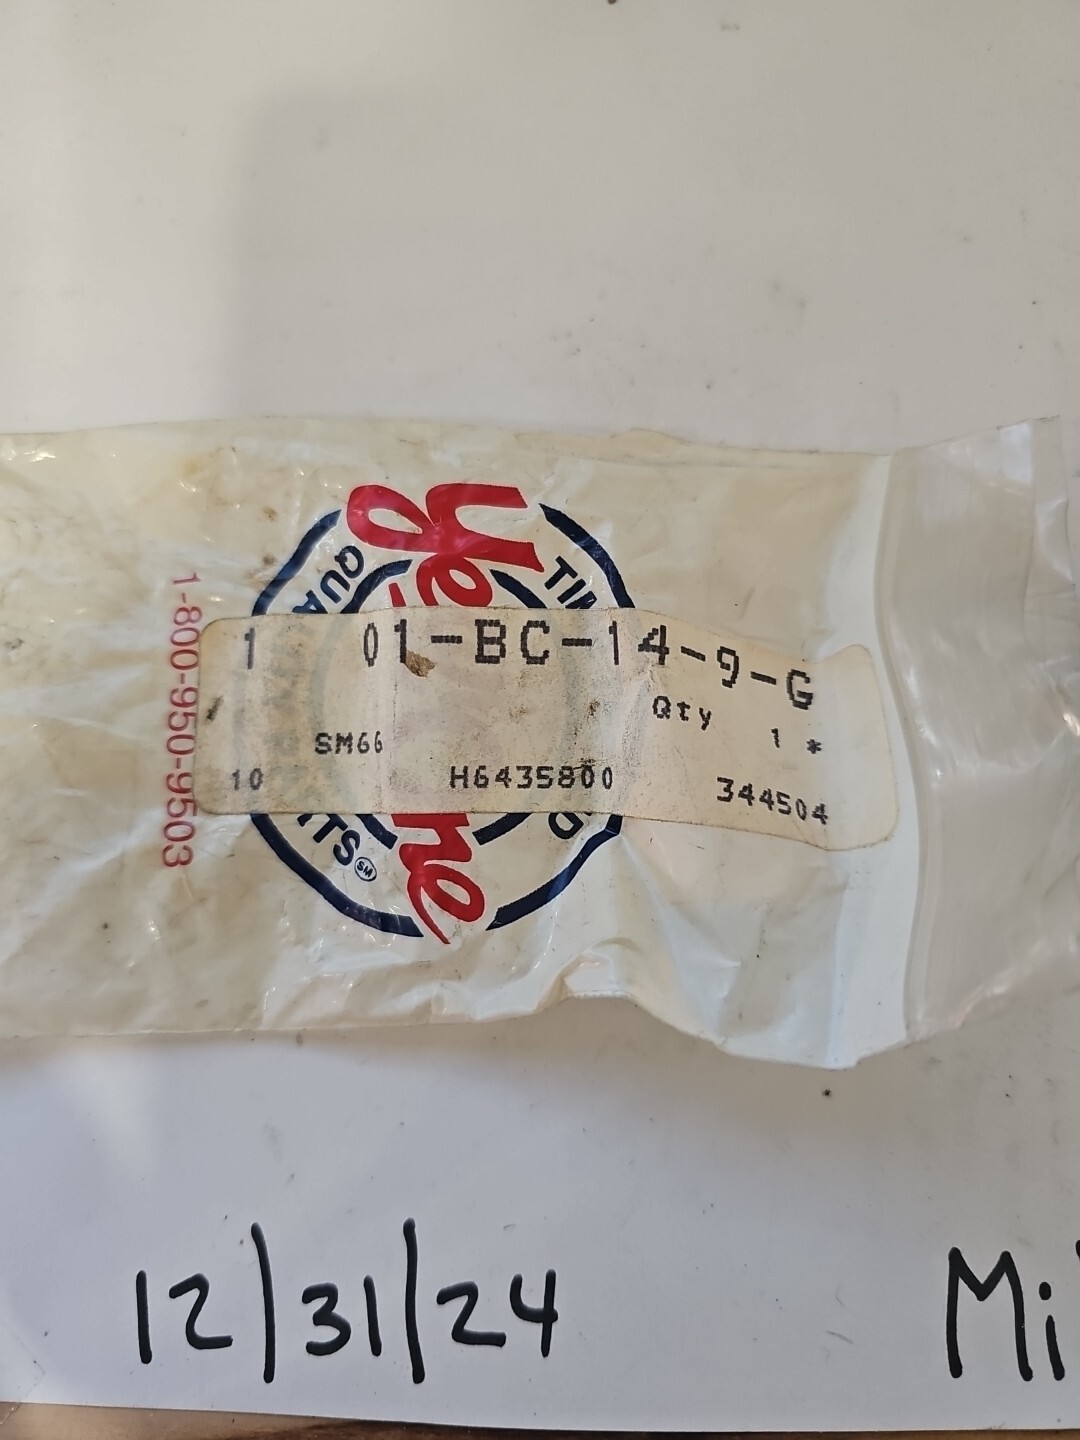 1-800-950-9503
1 01-BC-14-9-G
Qty 1 *
SM66
10 H6435800 344504
SM
12/31/24
Mi